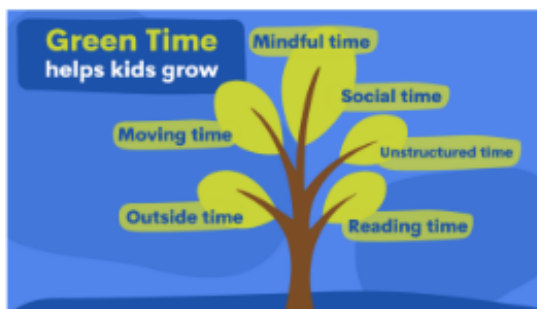 Green Time
helps kids grow
Mindful time
Social time
Moving time
Unstructured time
Outside time
Reading time